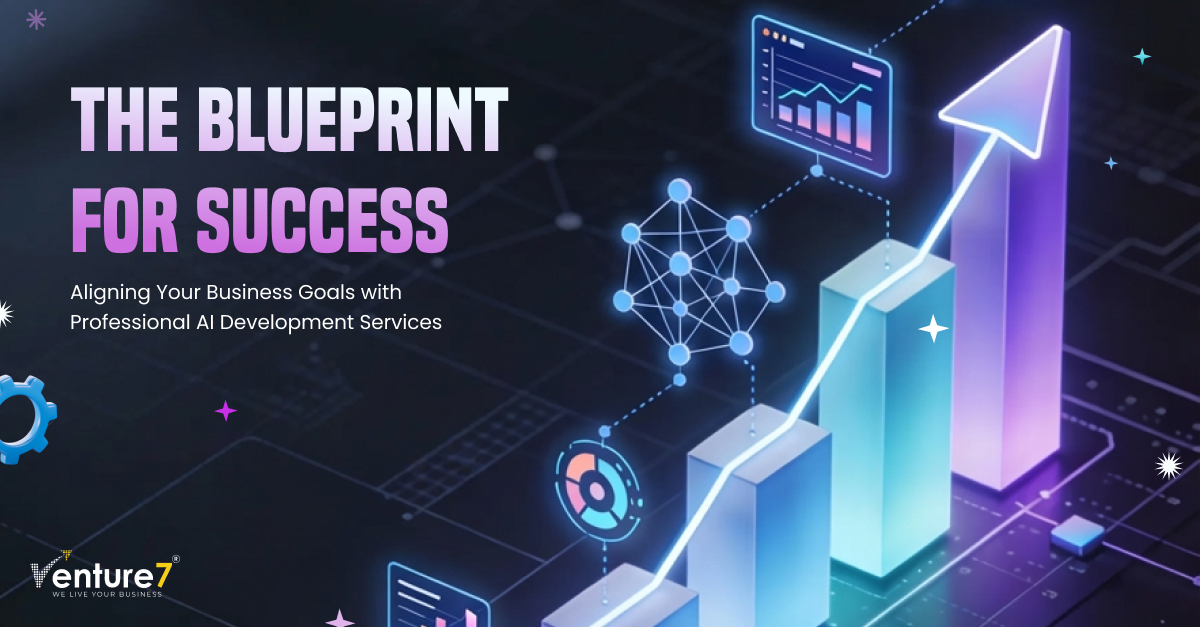 THE BLUEPRINT
FOR SUCCESS
Aligning Your Business Goals with
Professional AI Development Services
Venture7®
WE LIVE YOUR BUSINESS